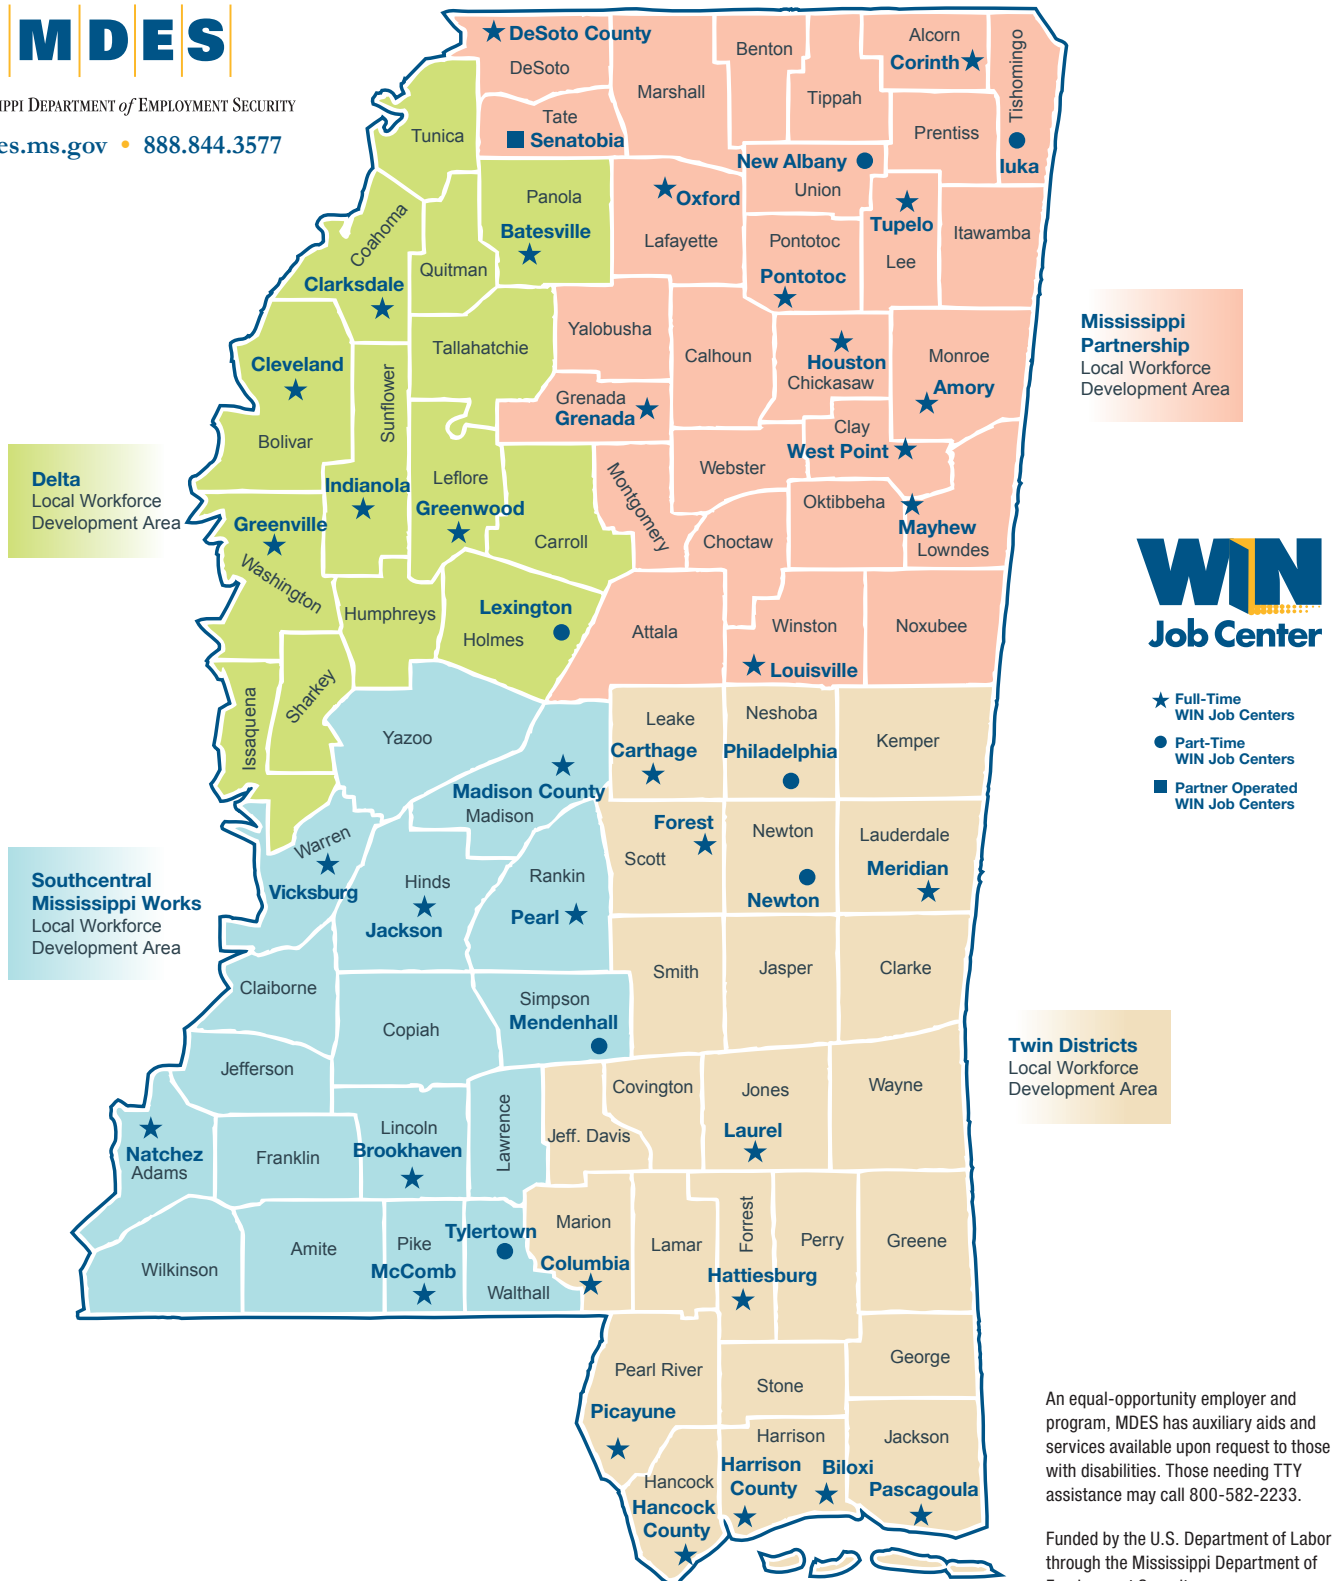 MDES
IPPI DEPARTMENT of EMPLOYMENT SECURITY
es.ms.gov • 888.844.3577
DeSoto County
DeSoto
Tate
Senatobia
Marshall
Benton
Tippah
Alcorn
Corinth
Tishomingo
Iuka
Prentiss
New Albany
Union
Tunica
Panola
Batesville
Oxford
Lafayette
Pontotoc
Pontotoc
Tupelo
Lee
Itawamba
Coahoma
Clarksdale
Quitman
Cleveland
Bolivar
Sunflower
Indianola
Tallahatchie
Yalobusha
Calhoun
Houston
Chickasaw
Monroe
Amory
Grenada
Grenada
Clay
West Point
Webster
Oktibbeha
Mayhew
Lowndes
Montgomery
Choctaw
Leflore
Greenwood
Carroll
Greenville
Washington
Humphreys
Lexington
Holmes
Attala
Winston
Louisville
Noxubee
Issaquena
Sharkey
Yazoo
Madison County
Madison
Leake
Carthage
Neshoba
Philadelphia
Kemper
Warren
Vicksburg
Hinds
Jackson
Rankin
Pearl
Forest
Scott
Newton
Newton
Lauderdale
Meridian
Claiborne
Copiah
Simpson
Mendenhall
Smith
Jasper
Clarke
Jefferson
Natchez
Adams
Franklin
Lincoln
Brookhaven
Lawrence
Jeff. Davis
Covington
Jones
Laurel
Wayne
Wilkinson
Amite
Pike
McComb
Tylertown
Walthall
Marion
Columbia
Lamar
Forrest
Hattiesburg
Perry
Greene
Pearl River
Picayune
Stone
George
Hancock
Hancock
County
Harrison
Harrison
County
Biloxi
Jackson
Pascagoula
Mississippi
Partnership
Local Workforce
Development Area
Delta
Local Workforce
Development Area
Southcentral
Mississippi Works
Local Workforce
Development Area
Twin Districts
Local Workforce
Development Area
WIN
Job Center
Full-Time
WIN Job Centers
Part-Time
WIN Job Centers
Partner Operated
WIN Job Centers
An equal-opportunity employer and
program, MDES has auxiliary aids and
services available upon request to those
with disabilities. Those needing TTY
assistance may call 800-582-2233.
Funded by the U.S. Department of Labor
through the Mississippi Department of